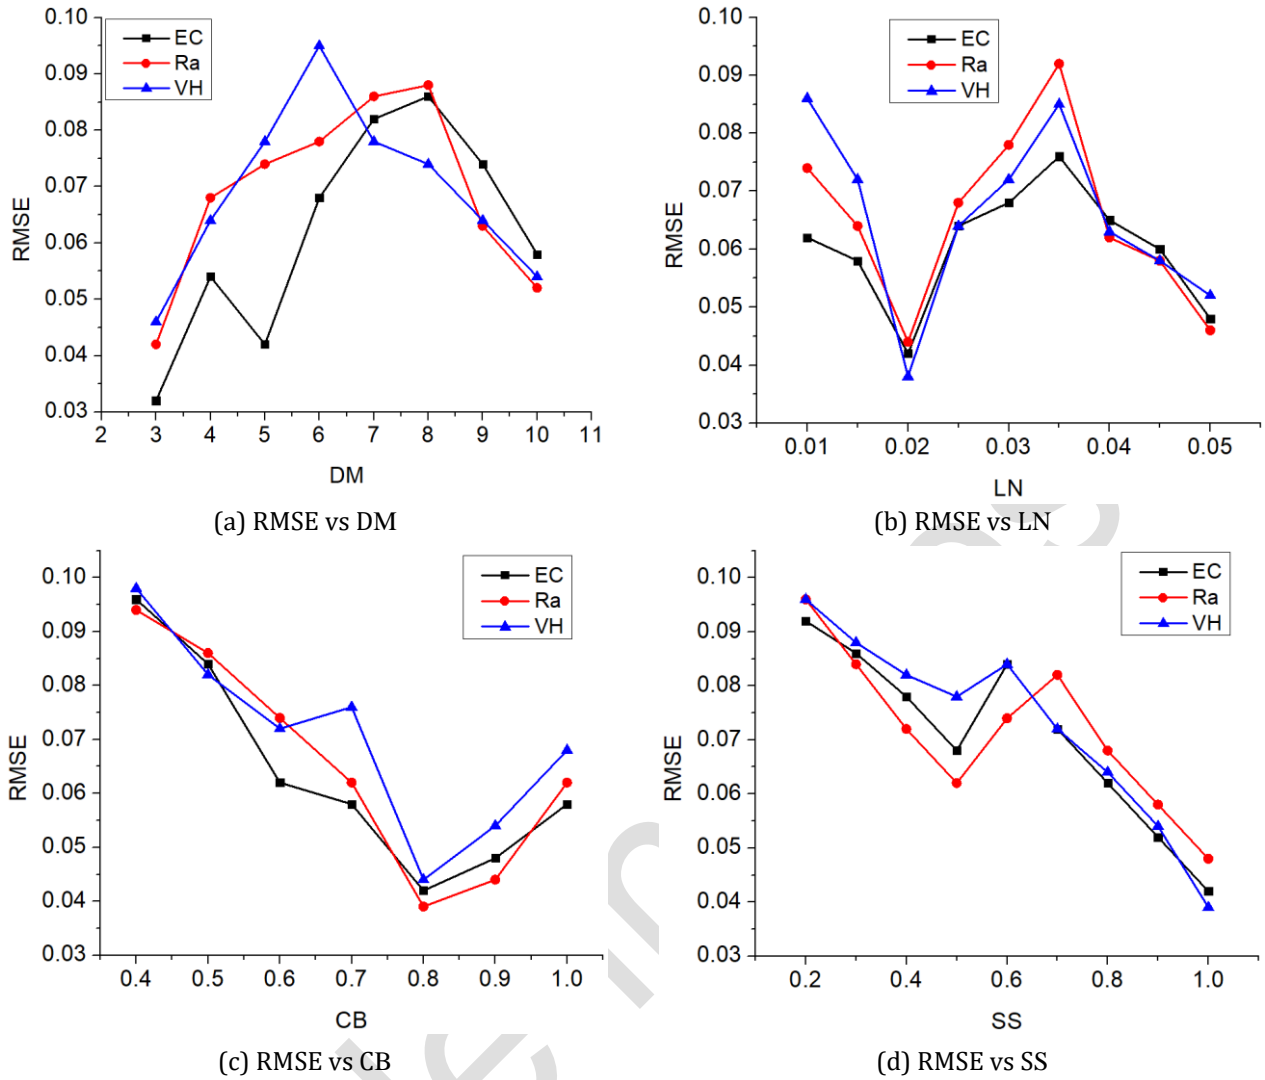 0.10
0.09
0.08
0.07
0.06
0.05
0.04
0.03
RMSE
EC
Ra
VH
2 3 4 5 6 7 8 9 10 11
DM
(a) RMSE vs DM
0.10
0.09
0.08
0.07
0.06
0.05
0.04
0.03
RMSE
EC
Ra
VH
0.01 0.02 0.03 0.04 0.05
LN
(b) RMSE vs LN
0.10
0.09
0.08
0.07
0.06
0.05
0.04
0.03
RMSE
EC
Ra
VH
0.4 0.5 0.6 0.7 0.8 0.9 1.0
CB
(c) RMSE vs CB
0.10
0.09
0.08
0.07
0.06
0.05
0.04
0.03
RMSE
EC
Ra
VH
0.2 0.4 0.6 0.8 1.0
SS
(d) RMSE vs SS